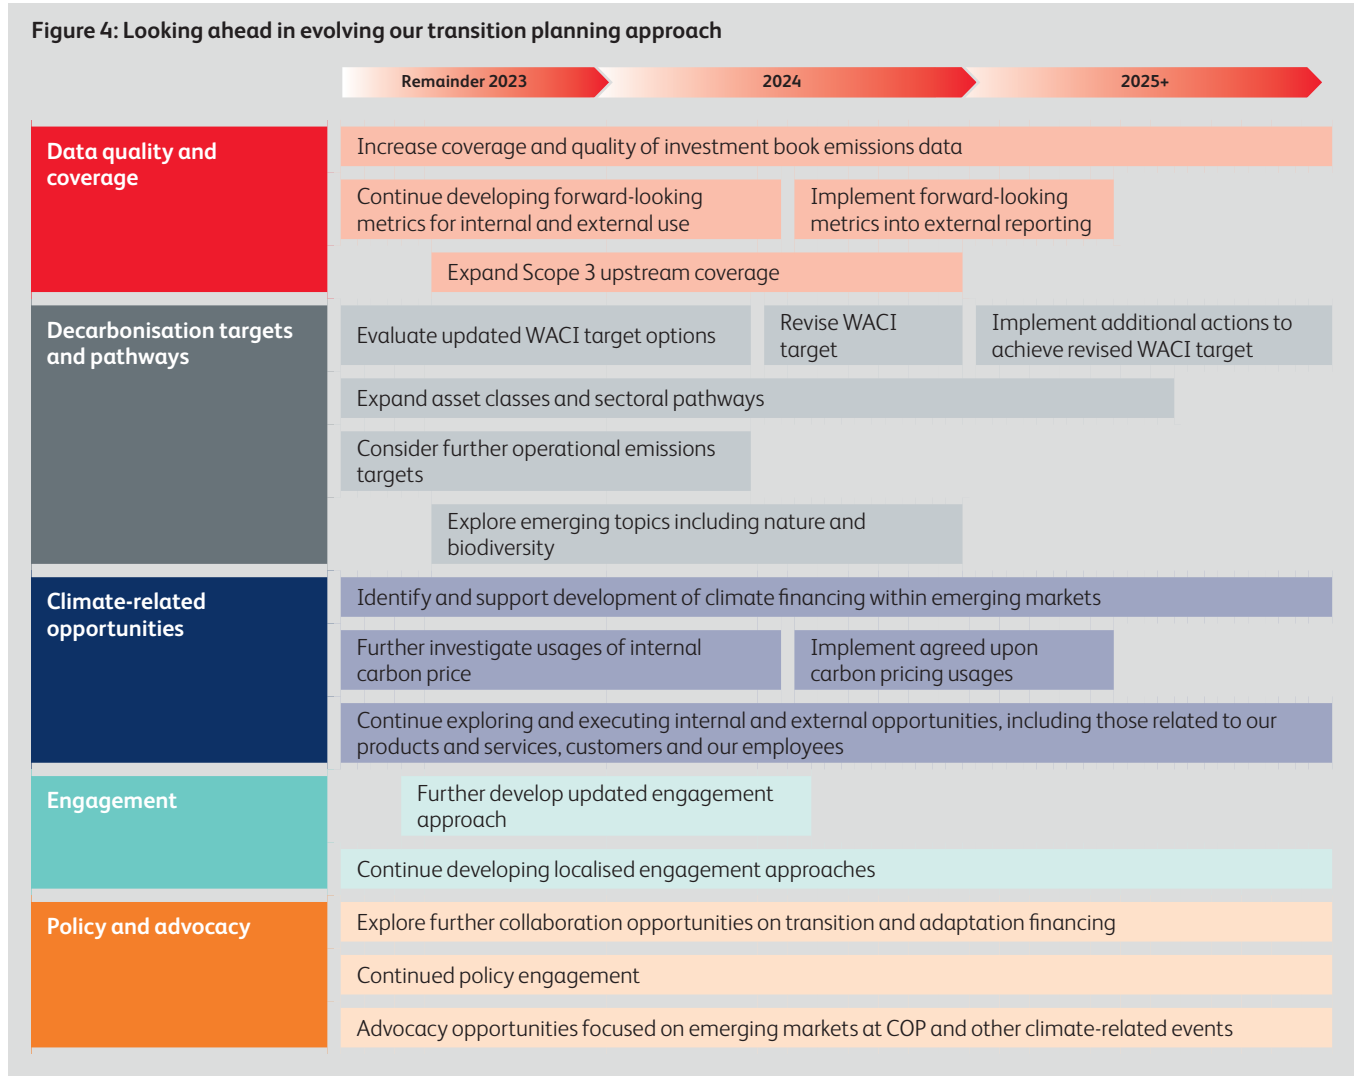 Figure 4: Looking ahead in evolving our transition planning approach
Remainder 2023
2024
2025+
Data quality and
coverage
Increase coverage and quality of investment book emissions data
Continue developing forward-looking
metrics for internal and external use
Implement forward-looking
metrics into external reporting
Expand Scope 3 upstream coverage
Decarbonisation targets
and pathways
Evaluate updated WACI target options
Revise WACI
target
Implement additional actions to
achieve revised WACI target
Expand asset classes and sectoral pathways
Consider further operational emissions
targets
Explore emerging topics including nature and
biodiversity
Climate-related
opportunities
Identify and support development of climate financing within emerging markets
Further investigate usages of internal
carbon price
Implement agreed upon
carbon pricing usages
Continue exploring and executing internal and external opportunities, including those related to our
products and services, customers and our employees
Engagement
Further develop updated engagement
approach
Continue developing localised engagement approaches
Policy and advocacy
Explore further collaboration opportunities on transition and adaptation financing
Continued policy engagement
Advocacy opportunities focused on emerging markets at COP and other climate-related events